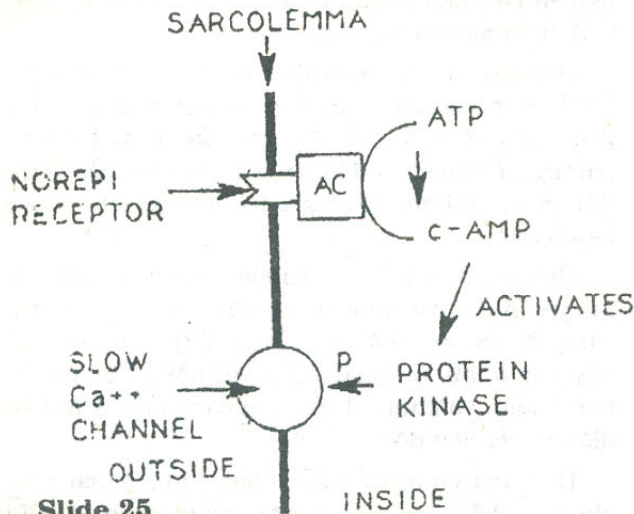 SARCOLEMMA
ATP
AC
NOREPI
RECEPTOR
C-AMP
ACTIVATES
SLOW
Ca++
CHANNEL
P
PROTEIN
KINASE
OUTSIDE
INSIDE
Slide 25